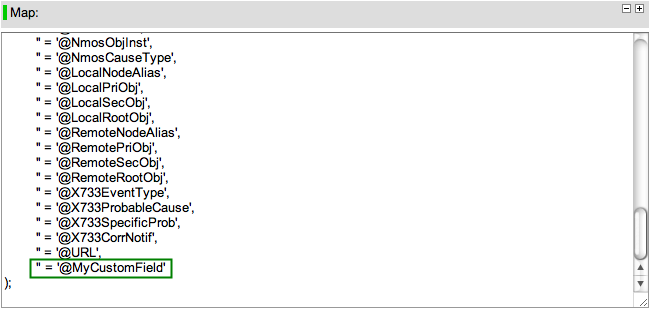 Map:
'' = '@NmosObjInst',
'' = '@NmosCauseType',
'' = '@LocalNodeAlias',
'' = '@LocalPriObj',
'' = '@LocalSecObj',
'' = '@LocalRootObj',
'' = '@RemoteNodeAlias',
'' = '@RemotePriObj',
'' = '@RemoteSecObj',
'' = '@RemoteRootObj',
'' = '@X733EventType',
'' = '@X733ProbableCause',
'' = '@X733SpecificProb',
'' = '@X733CorrNotif',
'' = '@URL',
'' = '@MyCustomField'
);